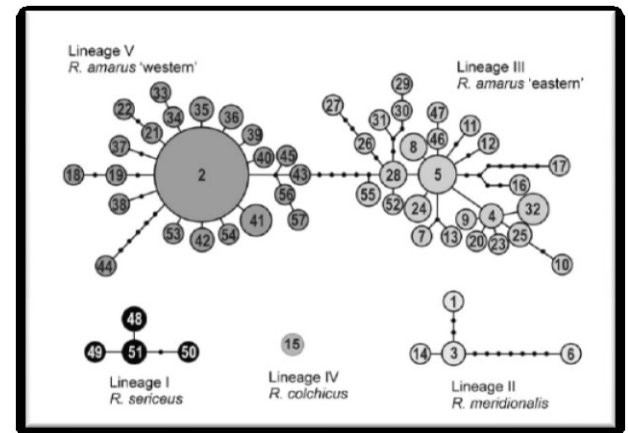 Lineage V
R. amarus 'western'
Lineage III
R. amarus 'eastern'
33
22 34 35 36
21 39
37 40 45
18 19 2 43
38 56
41 57
53 42 54
44
29
27 31 30 47 11
26 8 46 12
28 5 17
55 52 24 16
9 4 32
7 13 20 23 25
10
48
49 51 50
Lineage I
R. sericeus
15
Lineage IV
R. colchicus
1
14 3 6
Lineage II
R. meridionalis